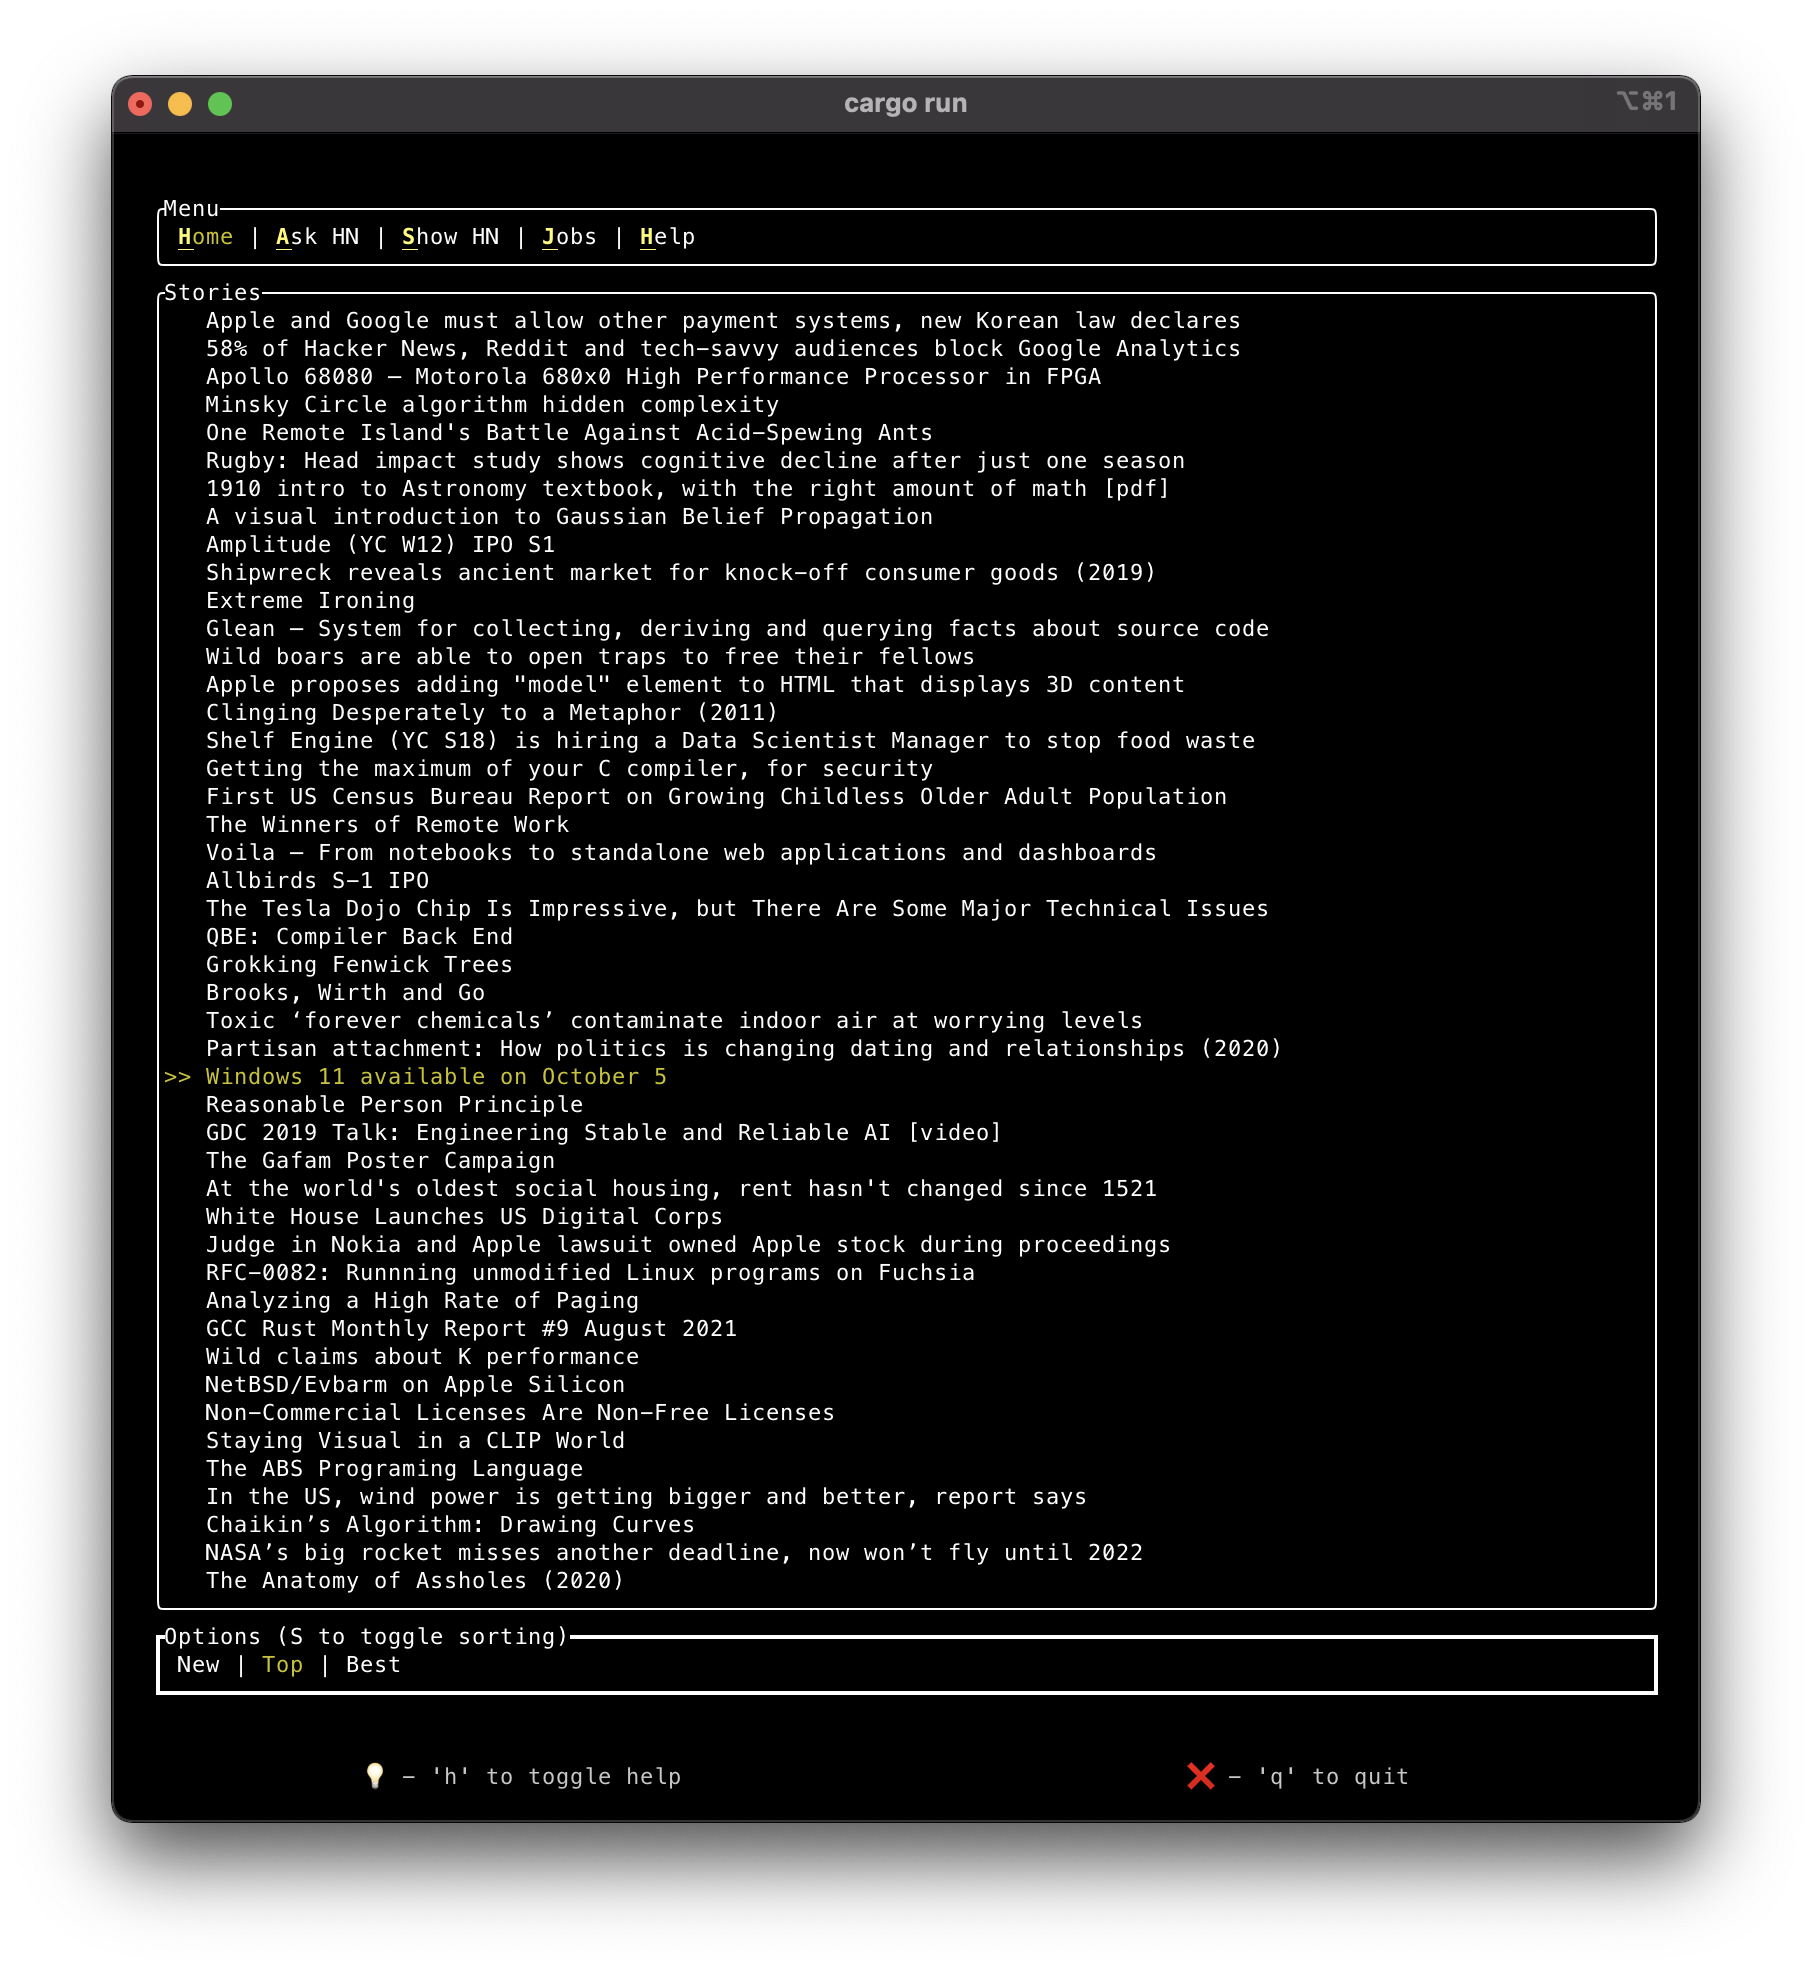 cargo run
⌥⌘1
Menu
Home | Ask HN | Show HN | Jobs | Help
Stories
Apple and Google must allow other payment systems, new Korean law declares
58% of Hacker News, Reddit and tech-savvy audiences block Google Analytics
Apollo 68080 – Motorola 680x0 High Performance Processor in FPGA
Minsky Circle algorithm hidden complexity
One Remote Island's Battle Against Acid-Spewing Ants
Rugby: Head impact study shows cognitive decline after just one season
1910 intro to Astronomy textbook, with the right amount of math [pdf]
A visual introduction to Gaussian Belief Propagation
Amplitude (YC W12) IPO S1
Shipwreck reveals ancient market for knock-off consumer goods (2019)
Extreme Ironing
Glean – System for collecting, deriving and querying facts about source code
Wild boars are able to open traps to free their fellows
Apple proposes adding "model" element to HTML that displays 3D content
Clinging Desperately to a Metaphor (2011)
Shelf Engine (YC S18) is hiring a Data Scientist Manager to stop food waste
Getting the maximum of your C compiler, for security
First US Census Bureau Report on Growing Childless Older Adult Population
The Winners of Remote Work
Voila – From notebooks to standalone web applications and dashboards
Allbirds S-1 IPO
The Tesla Dojo Chip Is Impressive, but There Are Some Major Technical Issues
QBE: Compiler Back End
Grokking Fenwick Trees
Brooks, Wirth and Go
Toxic ‘forever chemicals’ contaminate indoor air at worrying levels
Partisan attachment: How politics is changing dating and relationships (2020)
>> Windows 11 available on October 5
Reasonable Person Principle
GDC 2019 Talk: Engineering Stable and Reliable AI [video]
The Gafam Poster Campaign
At the world's oldest social housing, rent hasn't changed since 1521
White House Launches US Digital Corps
Judge in Nokia and Apple lawsuit owned Apple stock during proceedings
RFC-0082: Runnning unmodified Linux programs on Fuchsia
Analyzing a High Rate of Paging
GCC Rust Monthly Report #9 August 2021
Wild claims about K performance
NetBSD/Evbarm on Apple Silicon
Non-Commercial Licenses Are Non-Free Licenses
Staying Visual in a CLIP World
The ABS Programing Language
In the US, wind power is getting bigger and better, report says
Chaikin’s Algorithm: Drawing Curves
NASA’s big rocket misses another deadline, now won’t fly until 2022
The Anatomy of Assholes (2020)
Options (S to toggle sorting)
New | Top | Best
💡 - 'h' to toggle help
❌ - 'q' to quit